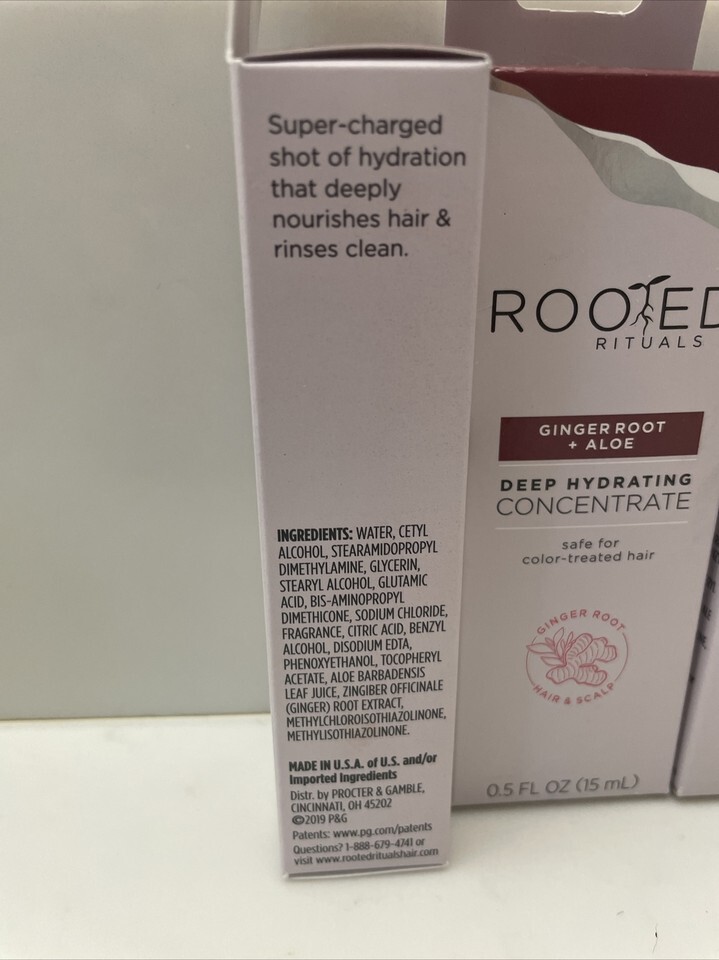 Super-charged
shot of hydration
that deeply
nourishes hair &
rinses clean.
INGREDIENTS: WATER, CETYL
ALCOHOL, STEARAMIDOPROPYL
DIMETHYLAMINE, GLYCERIN,
STEARYL ALCOHOL, GLUTAMIC
ACID, BIS-AMINOPROPYL
DIMETHICONE, SODIUM CHLORIDE,
FRAGRANCE, CITRIC ACID, BENZYL
ALCOHOL, DISODIUM EDTA,
PHENOXYETHANOL, TOCOPHERYL
ACETATE, ALOE BARBADENSIS
LEAF JUICE, ZINGIBER OFFICINALE
(GINGER) ROOT EXTRACT,
METHYLCHLOROISOTHIAZOLINONE,
METHYLISOTHIAZOLINONE.
MADE IN U.S.A. of U.S. and/or
Imported Ingredients
Distr. by PROCTER & GAMBLE,
CINCINNATI, OH 45202
©2019 P&G
Patents: www.pg.com/patents
Questions? 1-888-679-4741 or
visit www.rootedritualshair.com
ROOTED
RITUALS
GINGER ROOT
+ ALOE
DEEP HYDRATING
CONCENTRATE
safe for
color-treated hair
GINGER ROOT
HAIR & SCALP
0.5 FL OZ (15 mL)